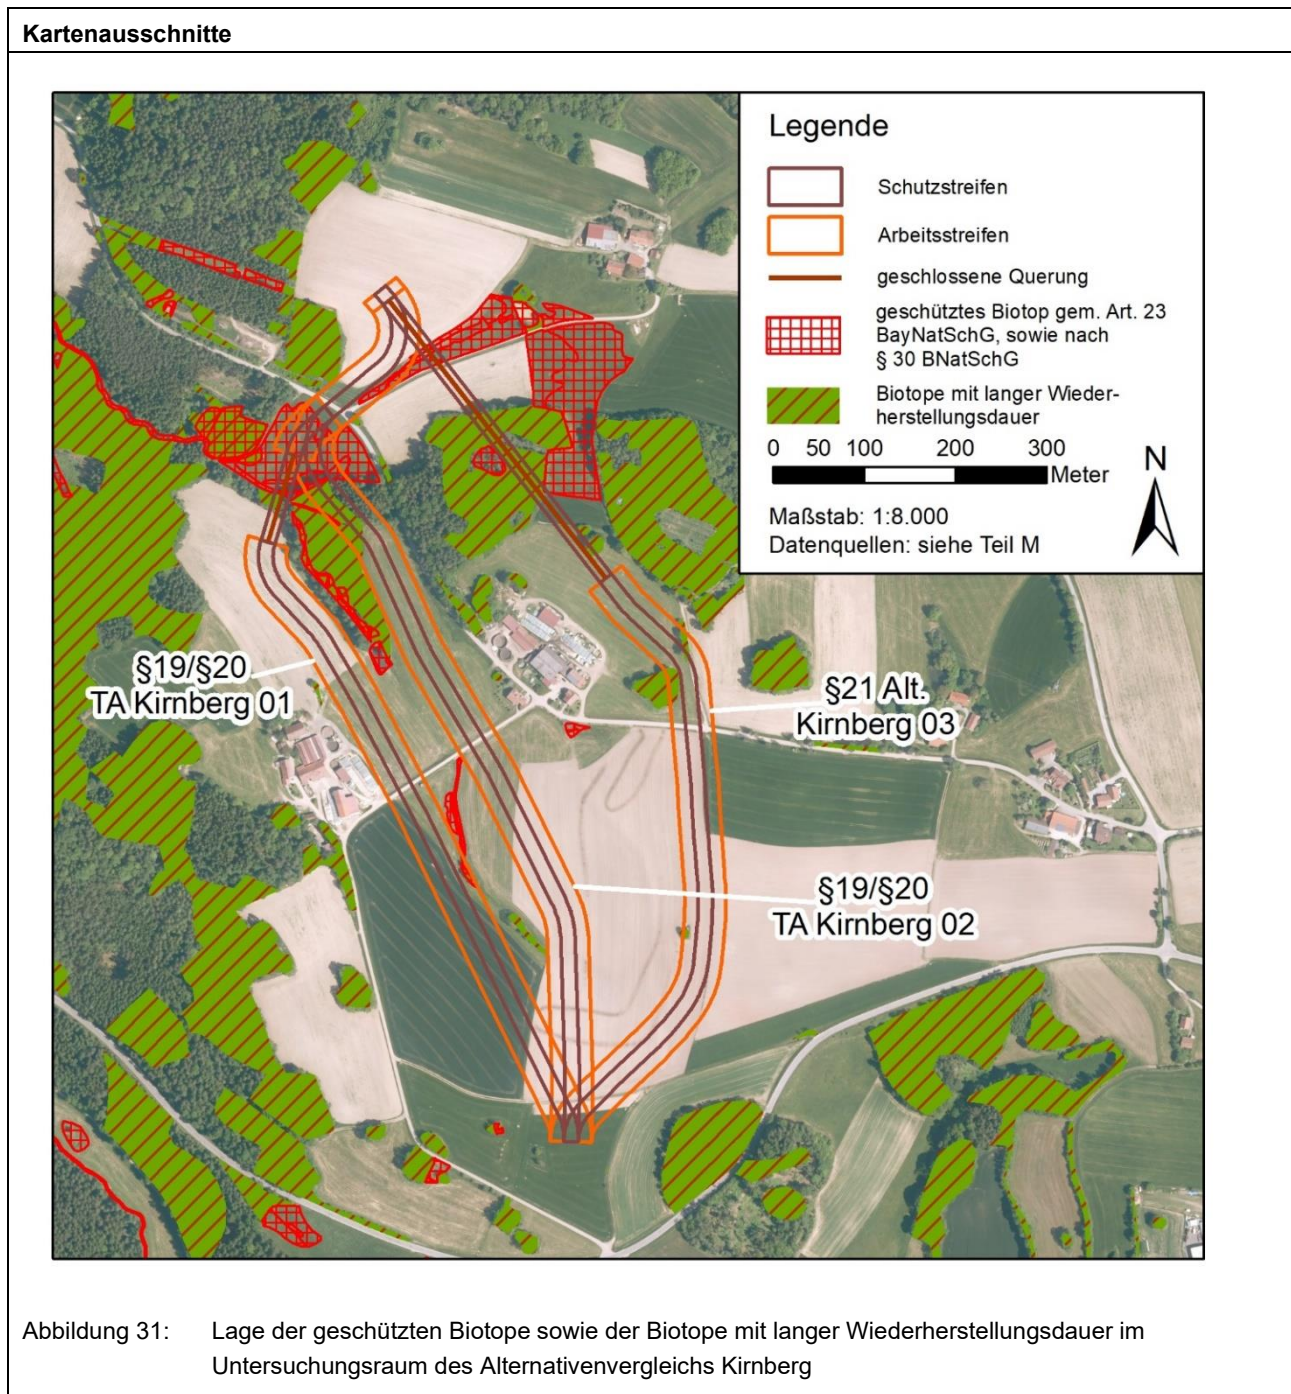 Kartenausschnitte
Legende
Schutzstreifen
Arbeitsstreifen
geschlossene Querung
geschütztes Biotop gem. Art. 23
BayNatSchG, sowie nach
§ 30 BNatSchG
Biotope mit langer Wieder-
herstellungsdauer
0 50 100 200 300
Meter
N
Maßstab: 1:8.000
Datenquellen: siehe Teil M
§19/§20
TA Kirnberg 01
§21 Alt.
Kirnberg 03
§19/§20
TA Kirnberg 02
Abbildung 31: Lage der geschützten Biotope sowie der Biotope mit langer Wiederherstellungsdauer im
Untersuchungsraum des Alternativenvergleichs Kirnberg